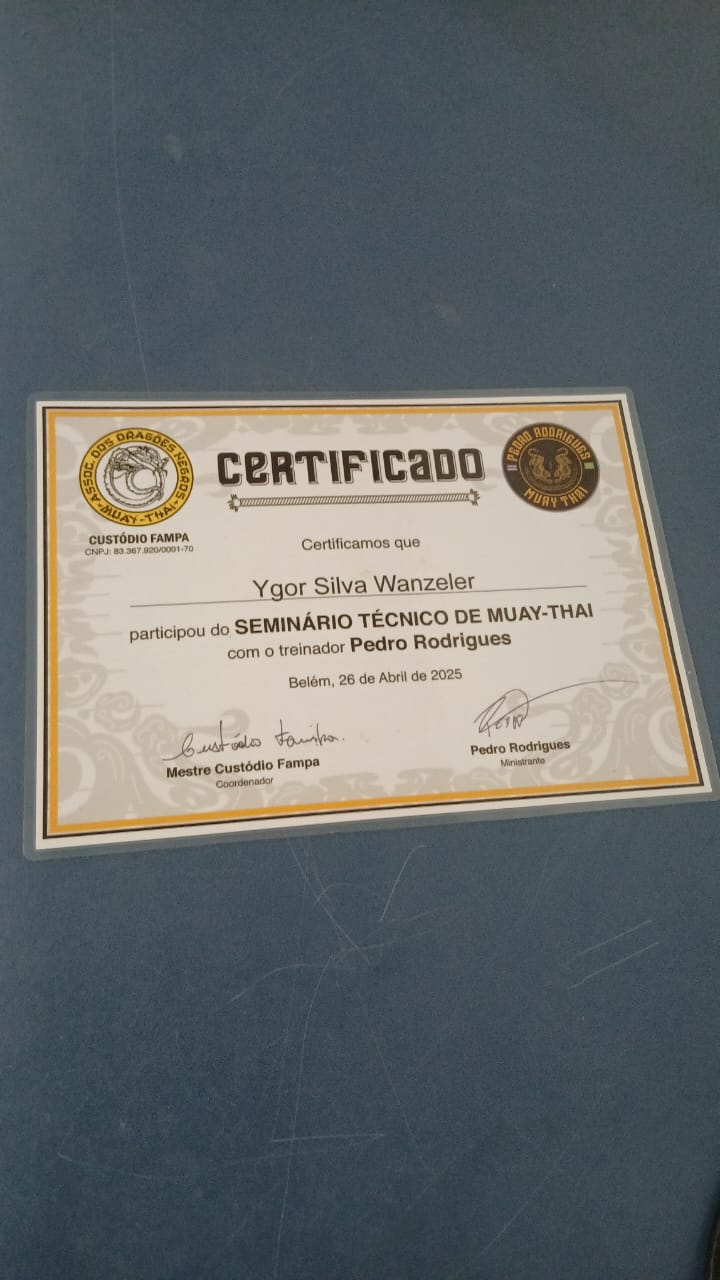 ASSOC. DOS DRAGÕES NEGROS
MUAY-THAI
CUSTÓDIO FAMPA
CNPJ: 83.367.920/0001-70
CERTIFICADO
PEDRO RODRIGUES
MUAY THAI
Certificamos que
Ygor Silva Wanzeler
participou do SEMINÁRIO TÉCNICO DE MUAY-THAI
com o treinador Pedro Rodrigues
Belém, 26 de Abril de 2025
Custódio Fampa.
Mestre Custódio Fampa
Coordenador
Pedro Rodrigues
Ministrante